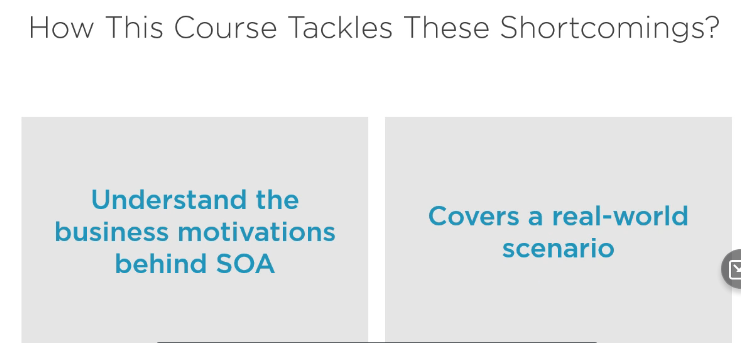 How This Course Tackles These Shortcomings?
Understand the
business motivations
behind SOA
Covers a real-world
scenario